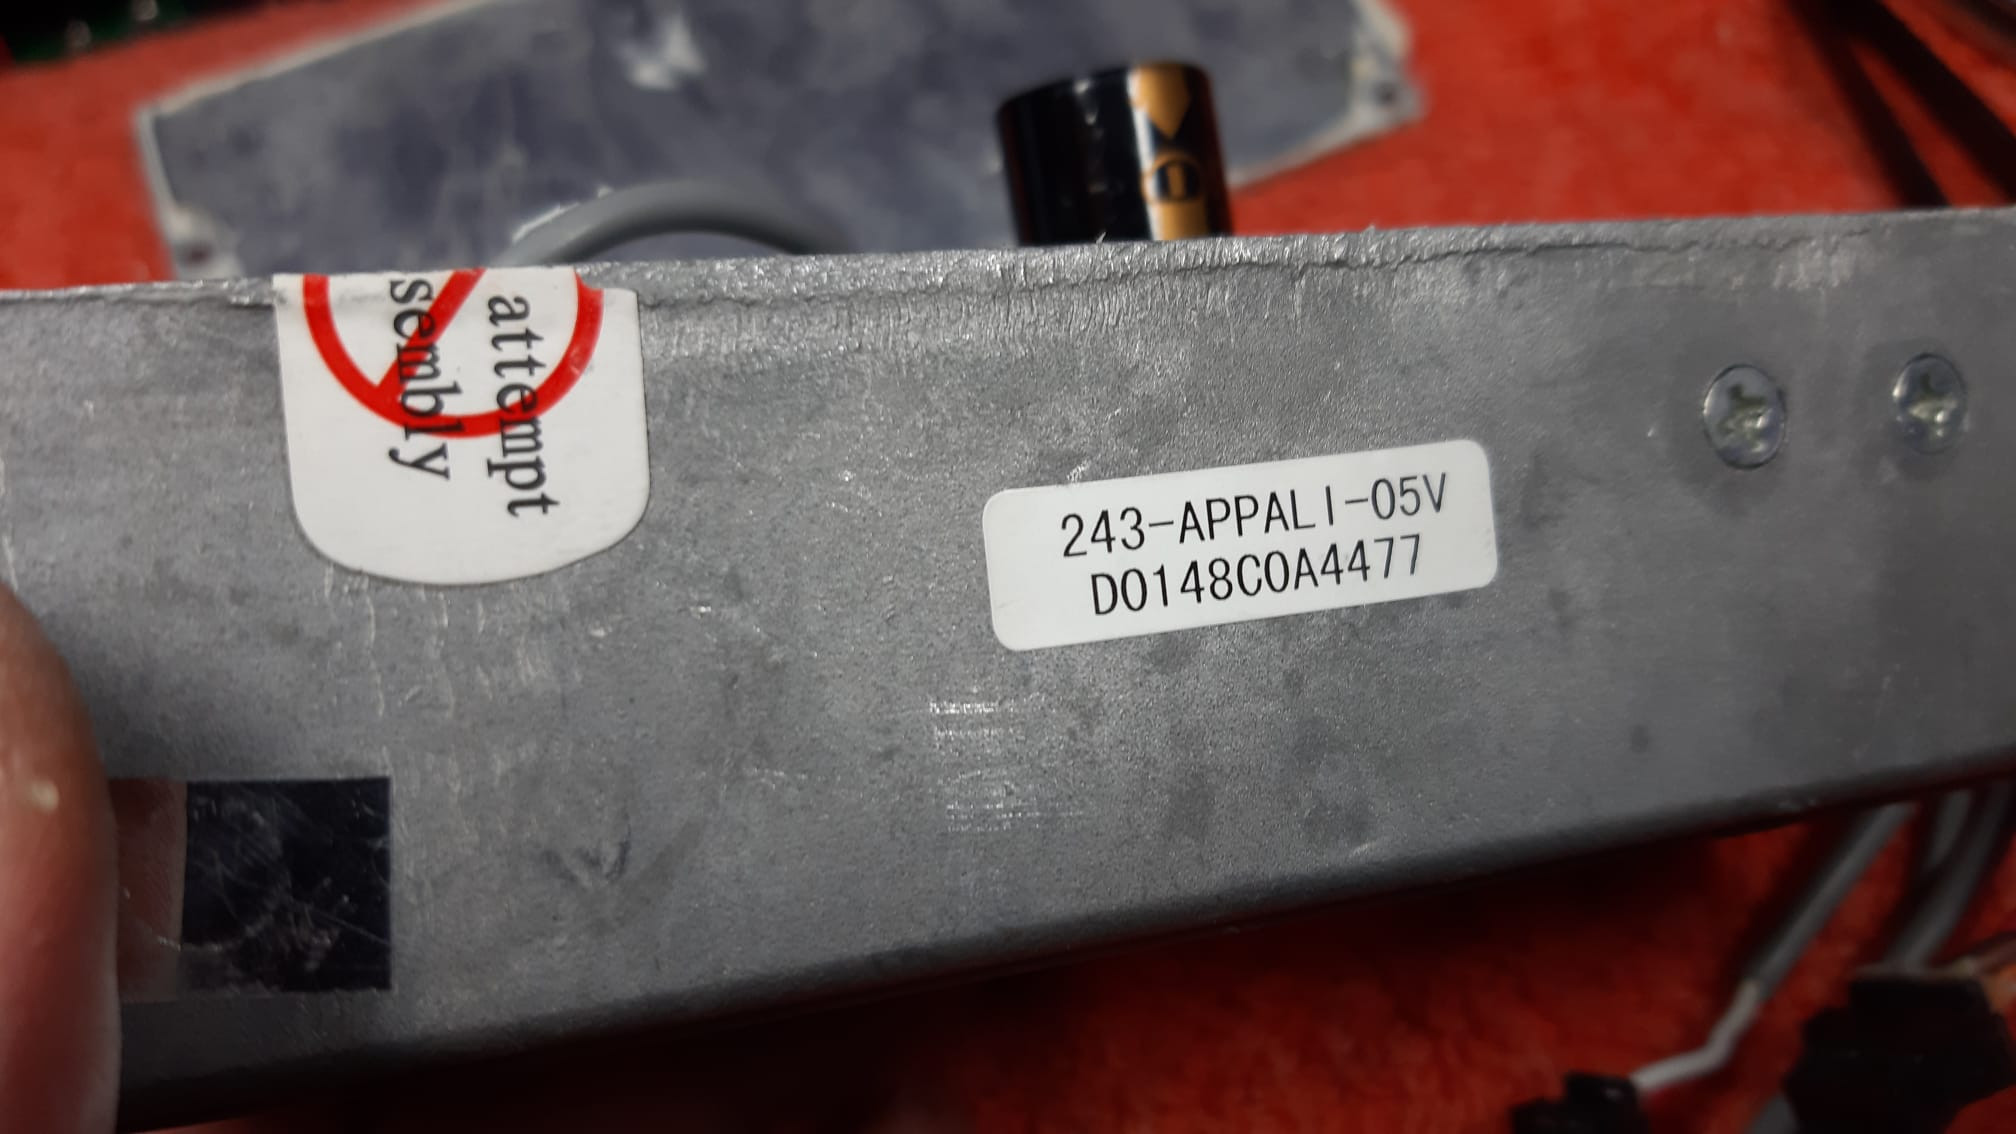 attempt
sembly
243-APPALI-05V
D0148C0A4477